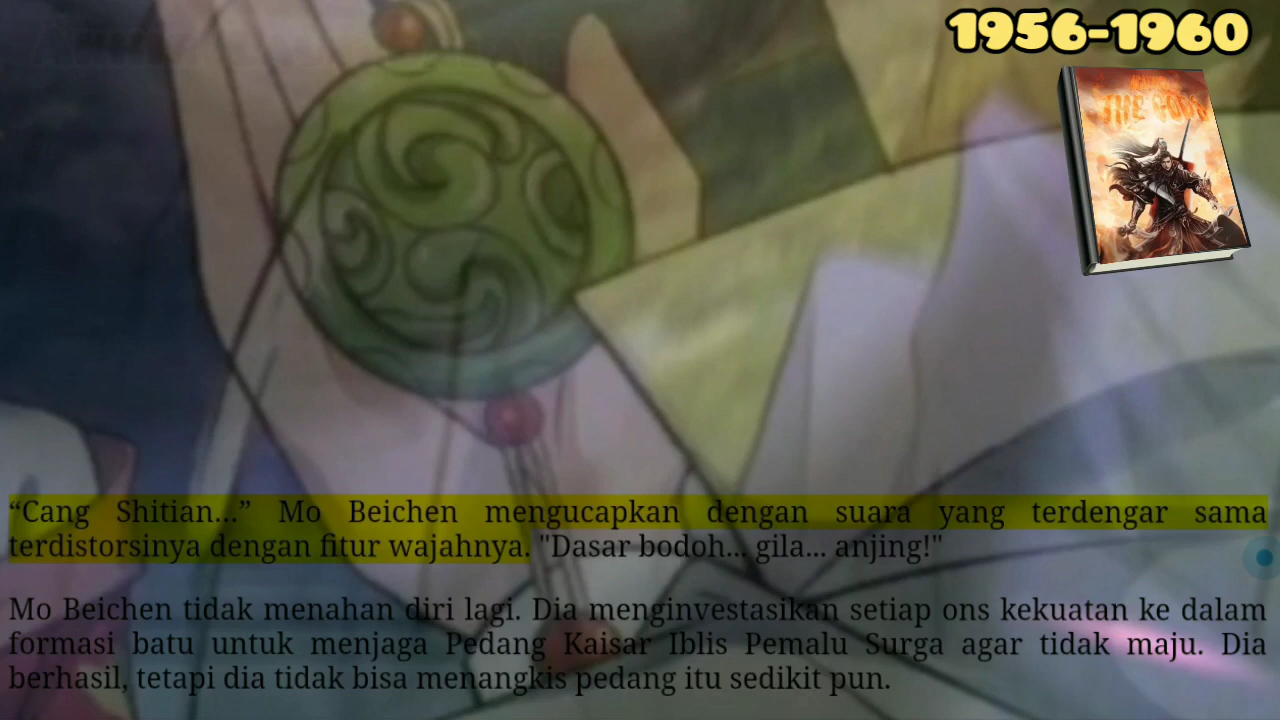 1956-1960
THE GODS
“Cang Shitian...” Mo Beichen mengucapkan dengan suara yang terdengar sama
terdistorsinya dengan fitur wajahnya. "Dasar bodoh... gila... anjing!"
Mo Beichen tidak menahan diri lagi. Dia menginvestasikan setiap ons kekuatan ke dalam
formasi batu untuk menjaga Pedang Kaisar Iblis Pemalu Surga agar tidak maju. Dia
berhasil, tetapi dia tidak bisa menangkis pedang itu sedikit pun.